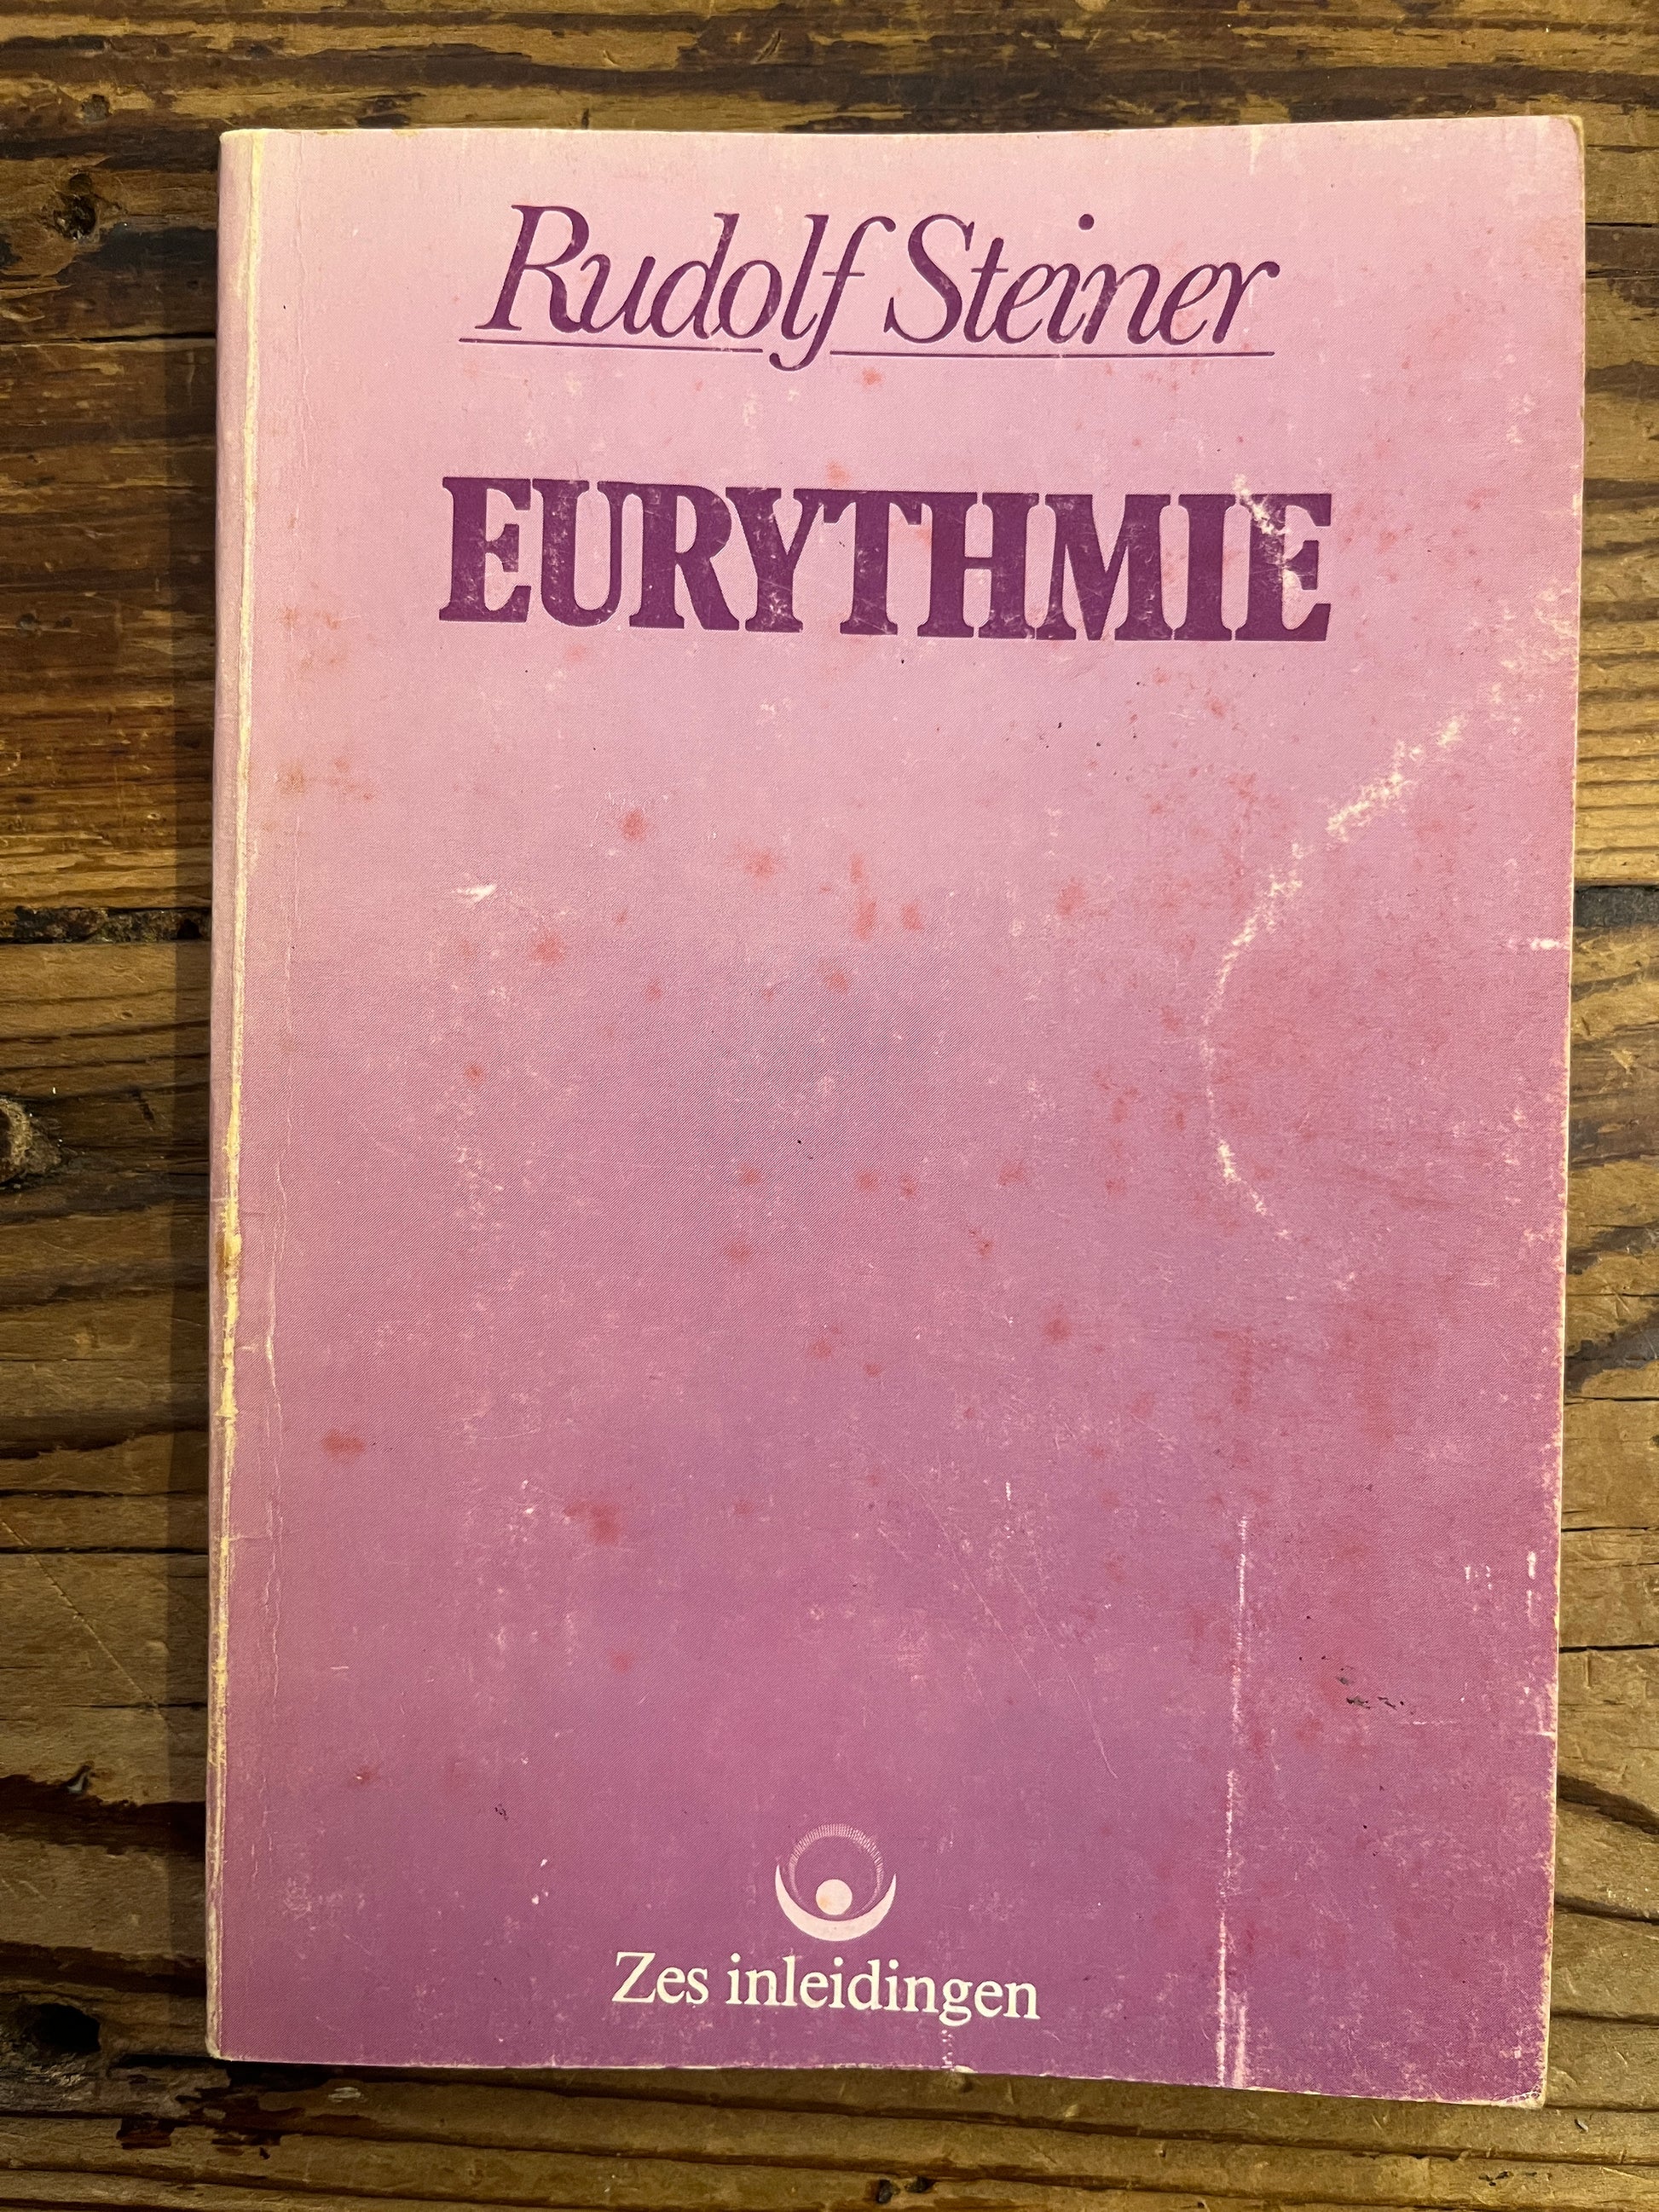 Rudolf Steiner
EURYTHMIE
Zes inleidingen